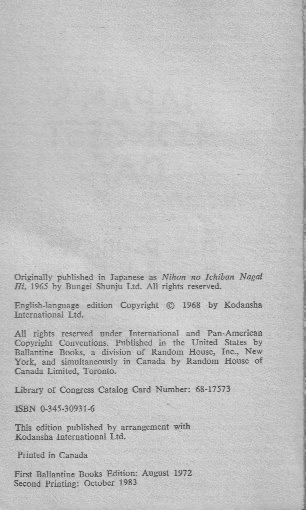 Originally published in Japanese as Nihon no Ichiban Nagai
Hi, 1965 by Bungei Shunju Ltd. All rights reserved.
English-language edition Copyright © 1968 by Kodansha
International Ltd.
All rights reserved under International and Pan-American
Copyright Conventions. Published in the United States by
Ballantine Books, a division of Random House, Inc., New
York, and simultaneously in Canada by Random House of
Canada Limited, Toronto.
Library of Congress Catalog Card Number: 68-17573
ISBN 0-345-30931-6
This edition published by arrangement with
Kodansha International Ltd.
Printed in Canada
First Ballantine Books Edition: August 1972
Second Printing: October 1983